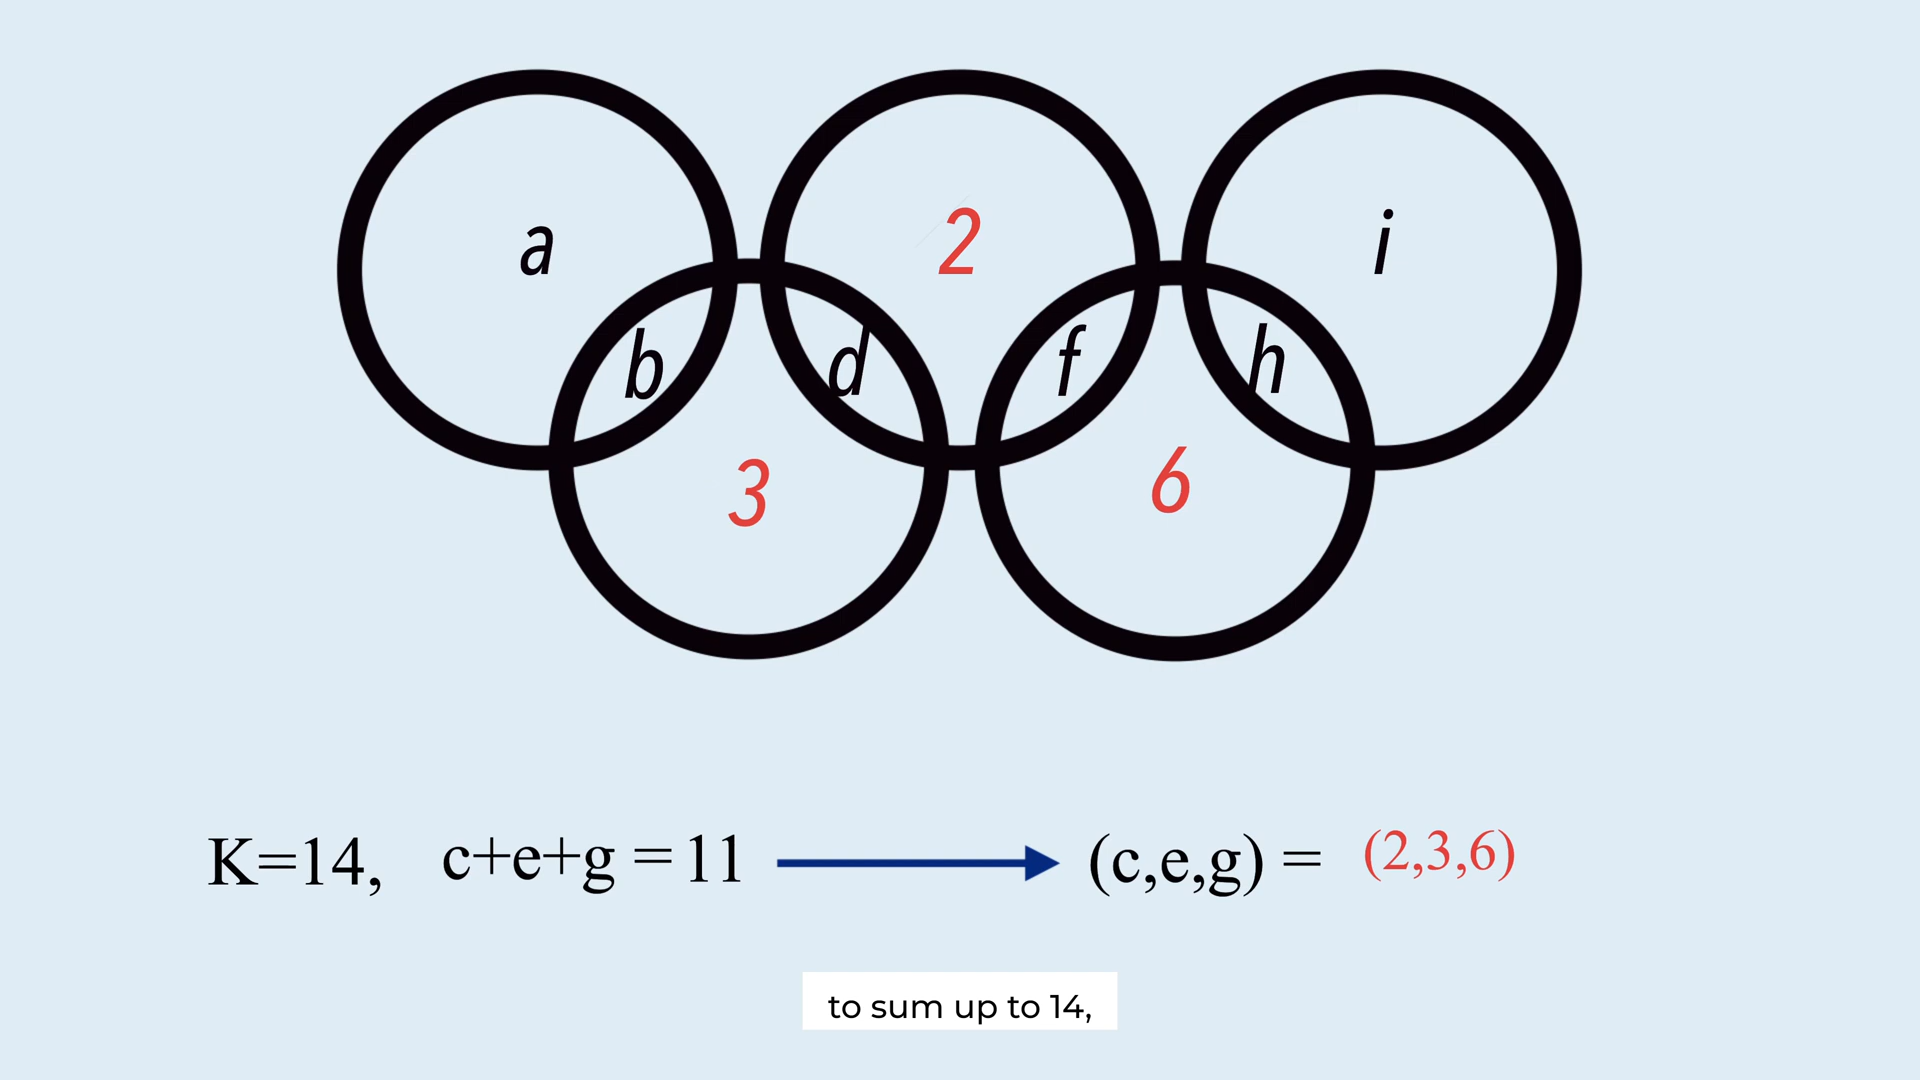 a
2
i
b
d
f
h
3
6
K=14, c+e+g = 11 (c,e,g) = (2,3,6)
to sum up to 14,